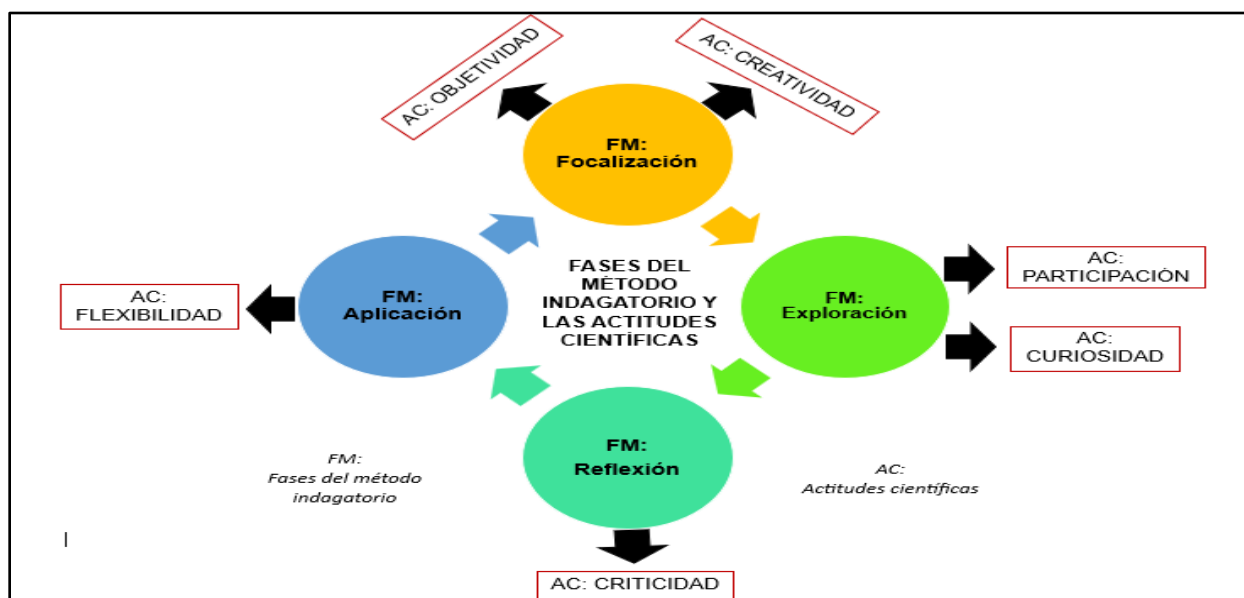 AC: OBJETIVIDAD
AC: CREATIVIDAD
FM:
Focalización
AC:
PARTICIPACIÓN
FM:
Exploración
AC:
CURIOSIDAD
FASES DEL
MÉTODO
INDAGATORIO Y
LAS ACTITUDES
CIENTÍFICAS
FM:
Aplicación
AC:
FLEXIBILIDAD
FM:
Reflexión
FM:
Fases del método
indagatorio
AC:
Actitudes científicas
AC: CRITICIDAD